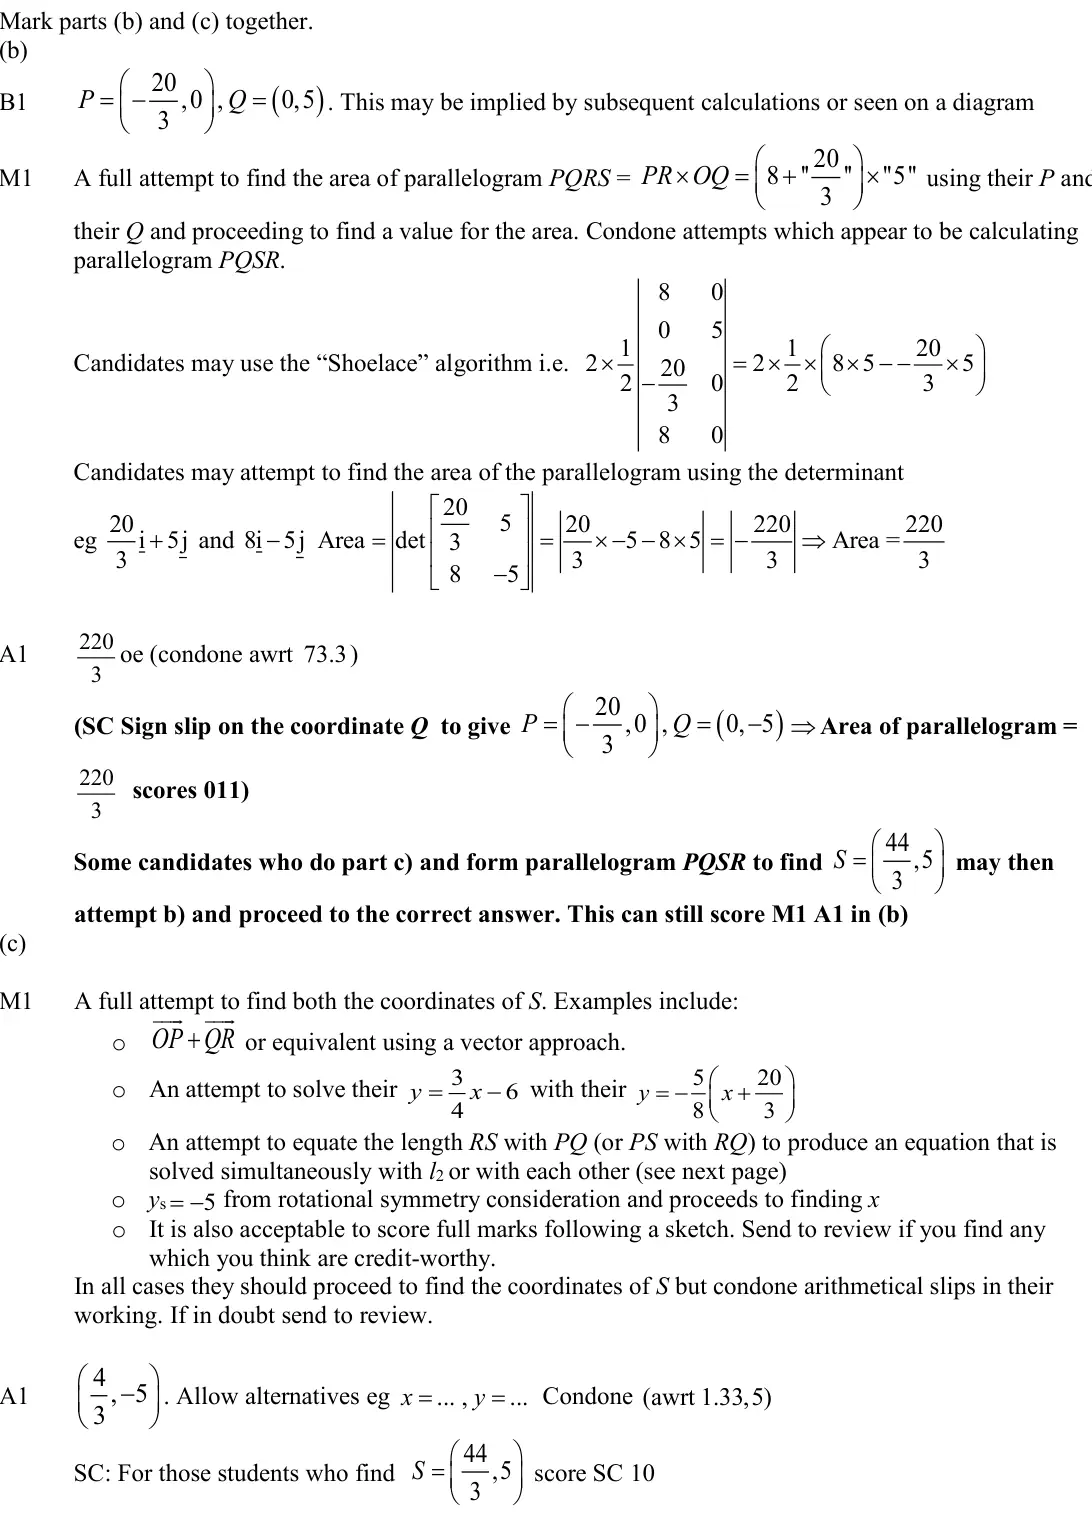 Mark parts (b) and (c) together.
(b)
B1 P = (−20/3, 0), Q = (0, 5). This may be implied by subsequent calculations or seen on a diagram
M1 A full attempt to find the area of parallelogram PQRS = PR × OQ = (8 + "20/3") × "5" using their P and
their Q and proceeding to find a value for the area. Condone attempts which appear to be calculating
parallelogram PQSR.
Candidates may use the “Shoelace” algorithm i.e. 2 × 1/2 |8 0; 0 5; −20/3 0; 8 0| = 2 × 1/2 × (8 × 5 − − 20/3 × 5)
Candidates may attempt to find the area of the parallelogram using the determinant
eg 20/3 i + 5j and 8i − 5j Area = |det [20/3 5; 8 −5]| = |20/3 × −5 − 8 × 5| = |−220/3| ⇒ Area = 220/3
A1 220/3 oe (condone awrt 73.3)
(SC Sign slip on the coordinate Q to give P = (−20/3, 0), Q = (0, −5) ⇒ Area of parallelogram =
220/3 scores 011)
Some candidates who do part c) and form parallelogram PQSR to find S = (44/3, 5) may then
attempt b) and proceed to the correct answer. This can still score M1 A1 in (b)
(c)
M1 A full attempt to find both the coordinates of S. Examples include:
o OP→ + QR→ or equivalent using a vector approach.
o An attempt to solve their y = 3/4 x − 6 with their y = −5/8 (x + 20/3)
o An attempt to equate the length RS with PQ (or PS with RQ) to produce an equation that is
solved simultaneously with l₂ or with each other (see next page)
o yₛ = −5 from rotational symmetry consideration and proceeds to finding x
o It is also acceptable to score full marks following a sketch. Send to review if you find any
which you think are credit-worthy.
In all cases they should proceed to find the coordinates of S but condone arithmetical slips in their
working. If in doubt send to review.
A1 (4/3, −5). Allow alternatives eg x = ... , y = ... Condone (awrt 1.33, 5)
SC: For those students who find S = (44/3, 5) score SC 10